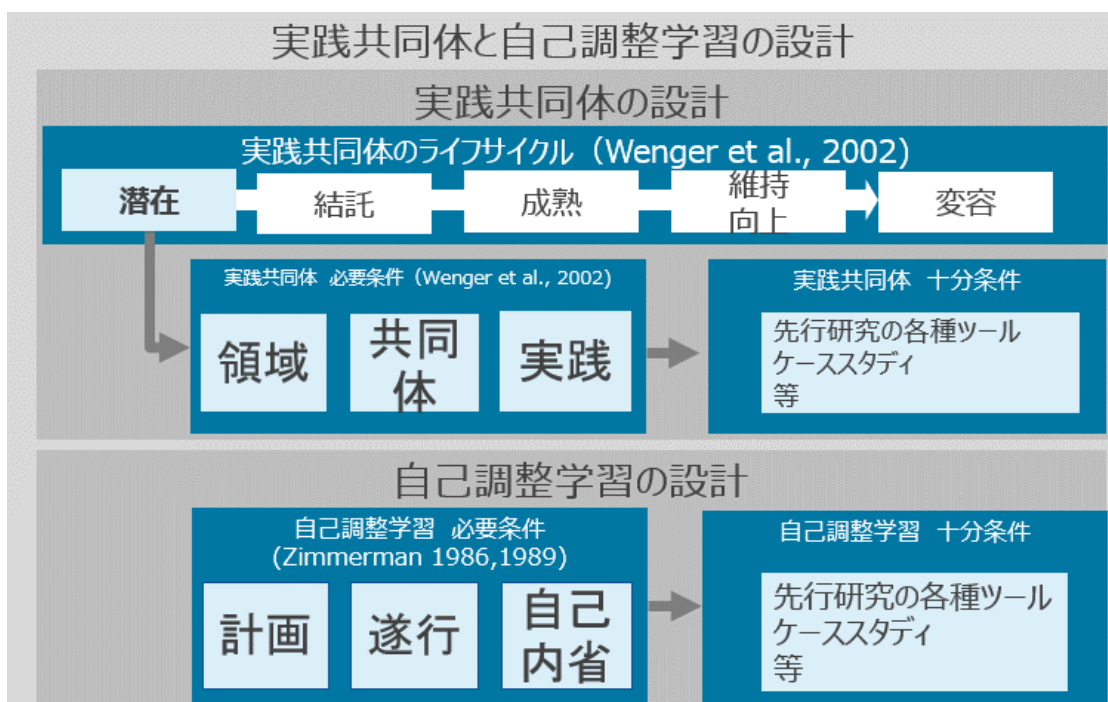 実践共同体と自己調整学習の設計
実践共同体の設計
実践共同体のライフサイクル（Wenger et al., 2002)
潜在
結託
成熟
維持
向上
変容
実践共同体 必要条件（Wenger et al., 2002)
領域
共同
体
実践
実践共同体 十分条件
先行研究の各種ツール
ケーススタディ
等
自己調整学習の設計
自己調整学習 必要条件
(Zimmerman 1986,1989)
計画
遂行
自己
内省
自己調整学習 十分条件
先行研究の各種ツール
ケーススタディ
等